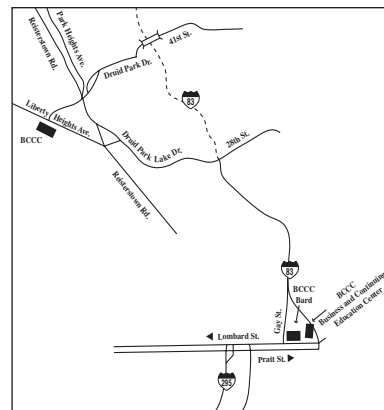 Park Heights Ave.
Reisterstown Rd.
41st St.
Druid Park Dr.
83
Liberty Heights Ave.
BCCC
Druid Park Lake Dr.
28th St.
Reisterstown Rd.
83
BCCC
Bard
BCCC
Business and Continuing
Education Center
Gay St.
Lombard St.
Pratt St.
295